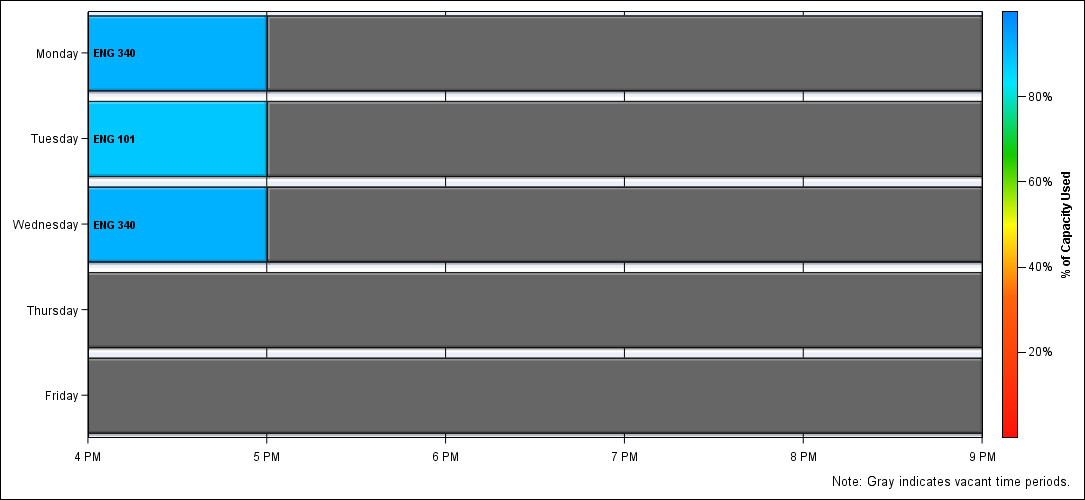 Monday
ENG 340
Tuesday
ENG 101
Wednesday
ENG 340
Thursday
Friday
4 PM
5 PM
6 PM
7 PM
8 PM
9 PM
80%
60%
40%
20%
% of Capacity Used
Note: Gray indicates vacant time periods.